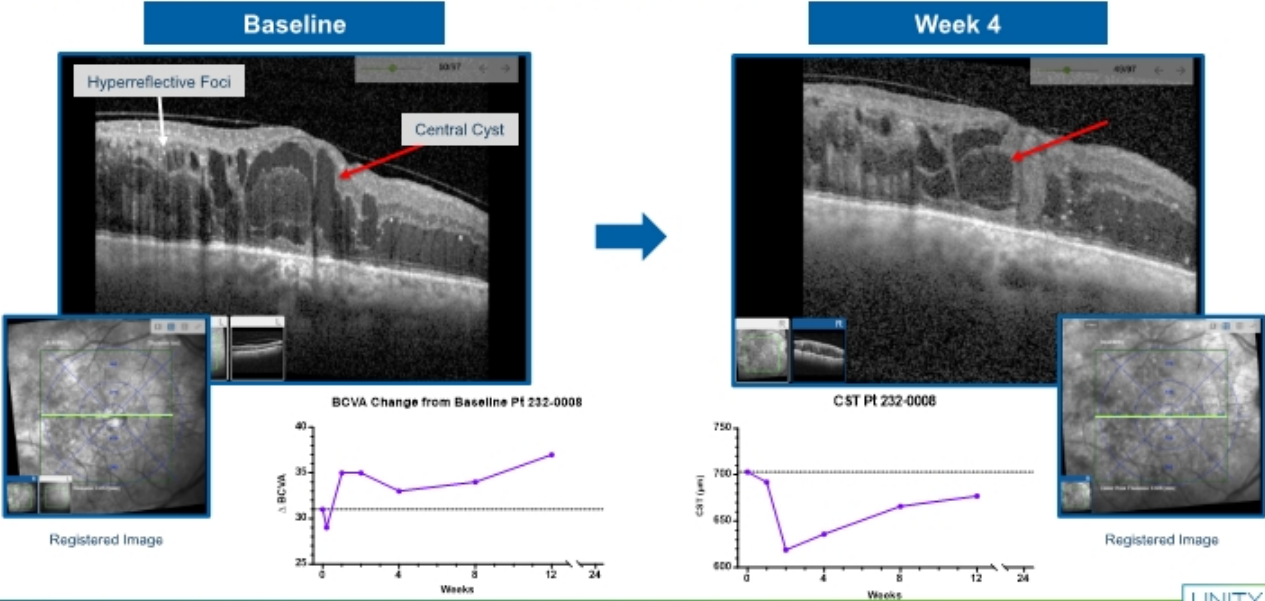 Baseline
Week 4
Hyperreflective Foci
Central Cyst
49/97
R
L
L
R
Registered Image
BCVA Change from Baseline Pt 232-0008
40
35
30
25
Δ BCVA
0
4
8
12
24
Weeks
CST Pt 232-0008
750
700
650
600
CST (µm)
0
4
8
12
24
Weeks
Registered Image
UNITY